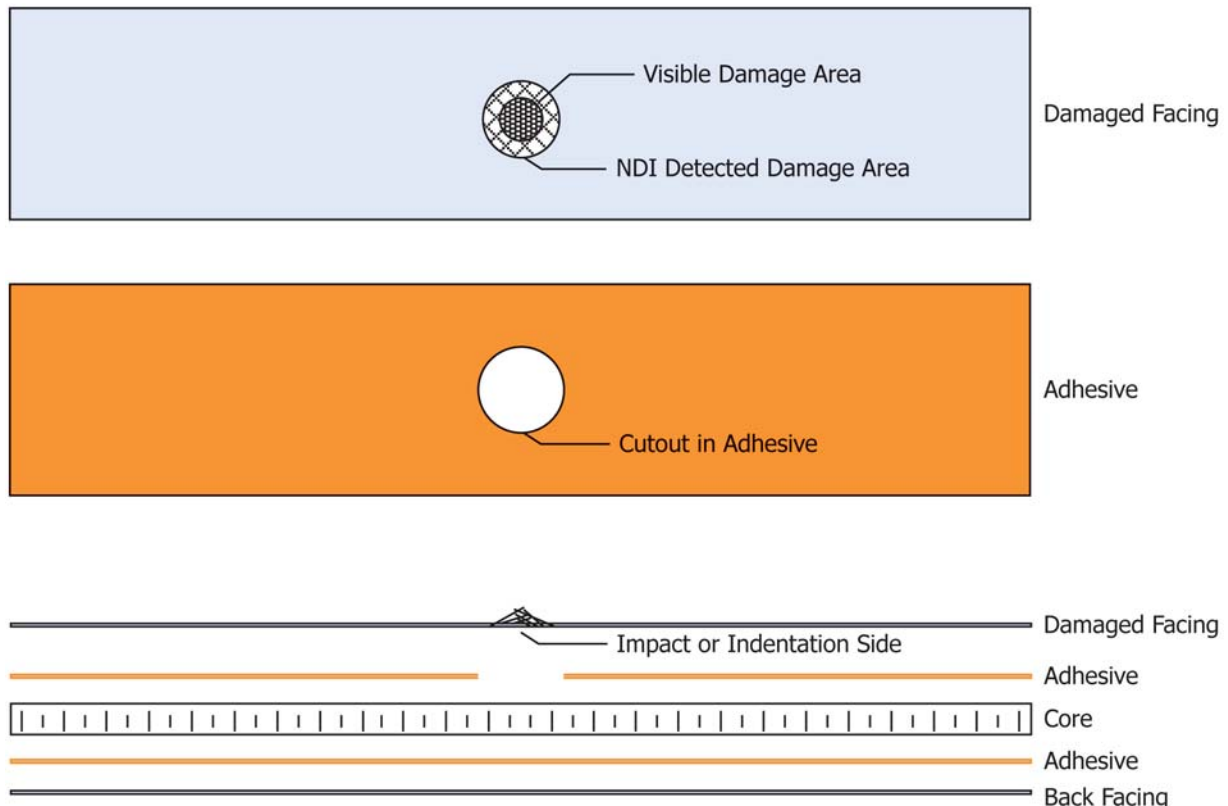 Visible Damage Area
Damaged Facing
NDI Detected Damage Area
Adhesive
Cutout in Adhesive
Damaged Facing
Impact or Indentation Side
Adhesive
Core
Adhesive
Back Facing